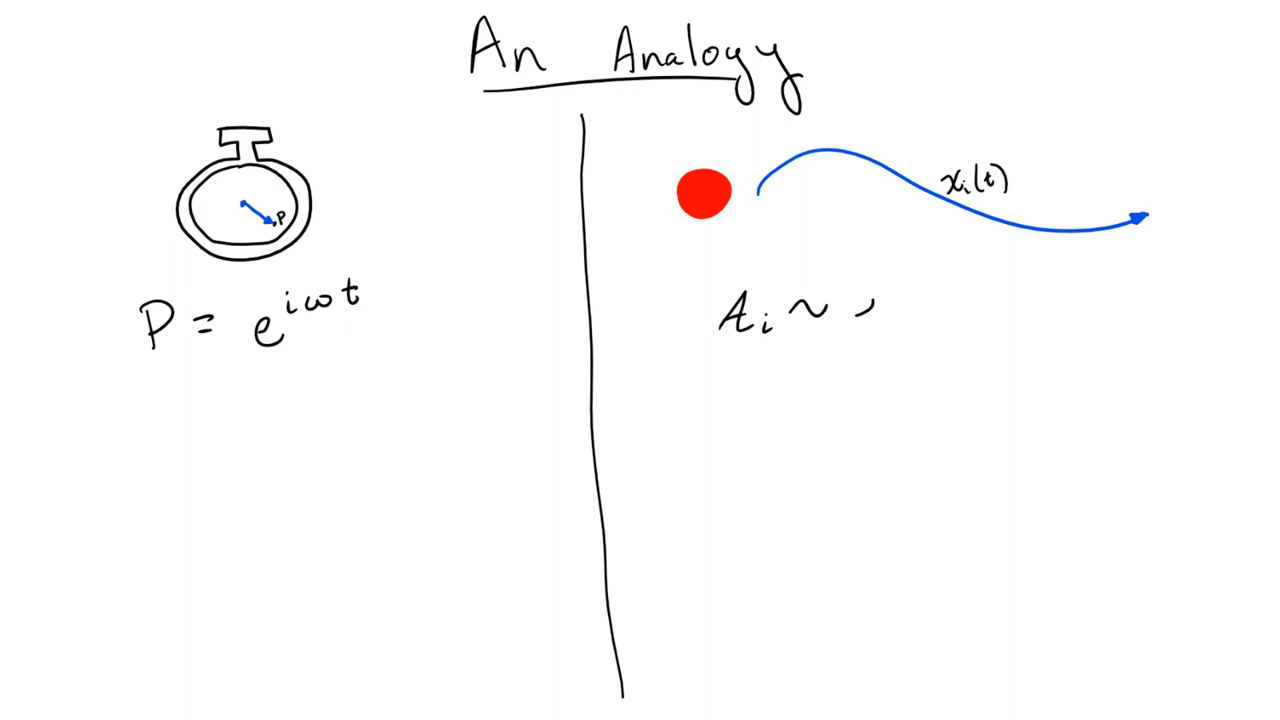 An Analogy
P
x_i(t)
P = e^{iωt}
A_i ~